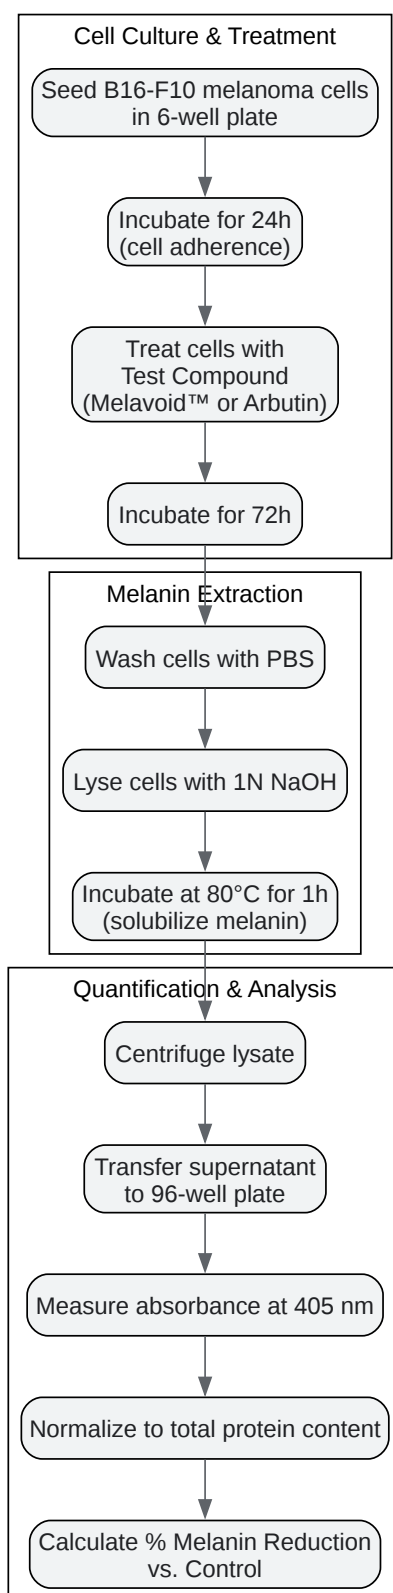 Cell Culture & Treatment
Seed B16-F10 melanoma cells
in 6-well plate
Incubate for 24h
(cell adherence)
Treat cells with
Test Compound
(Melavoid™ or Arbutin)
Incubate for 72h
Melanin Extraction
Wash cells with PBS
Lyse cells with 1N NaOH
Incubate at 80°C for 1h
(solubilize melanin)
Quantification & Analysis
Centrifuge lysate
Transfer supernatant
to 96-well plate
Measure absorbance at 405 nm
Normalize to total protein content
Calculate % Melanin Reduction
vs. Control